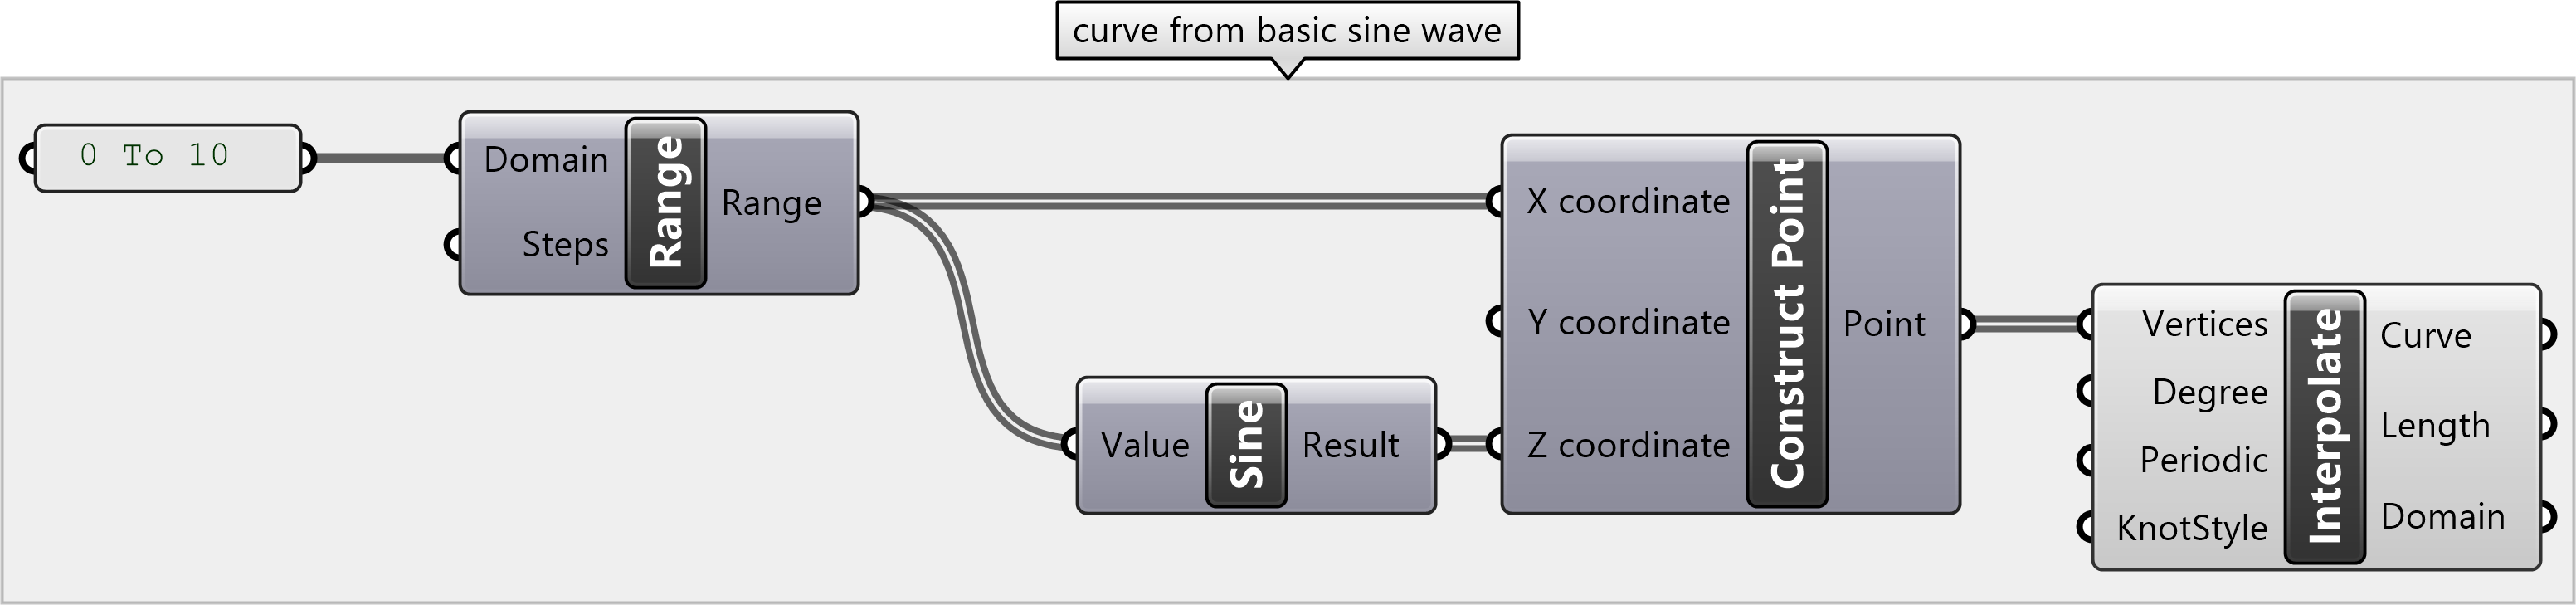 curve from basic sine wave
0 To 10
Domain
Steps
Range
Range
Value
Sine
Result
X coordinate
Y coordinate
Z coordinate
Construct Point
Point
Vertices
Degree
Periodic
KnotStyle
Interpolate
Curve
Length
Domain